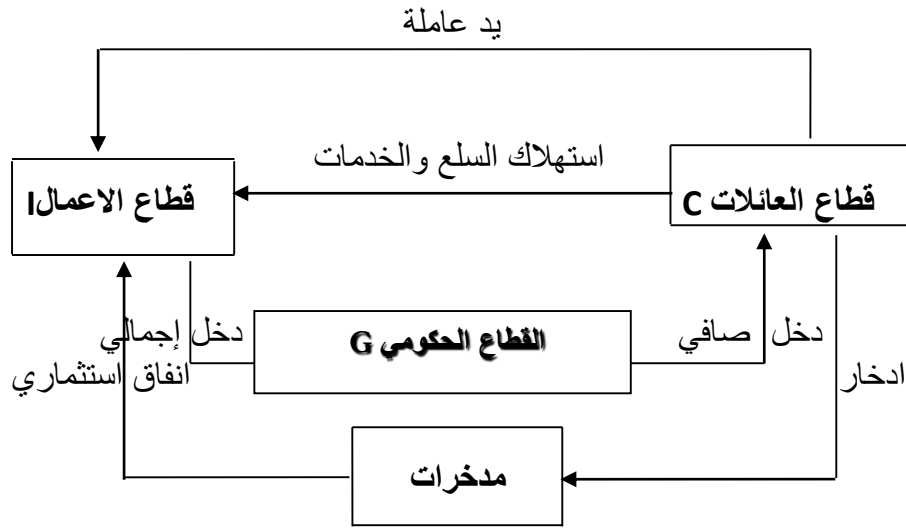 يد عاملة
استهلاك السلع والخدمات
قطاع العائلات C
قطاع الاعمالI
القطاع الحكومي G
دخل صافي
دخل إجمالي
انفاق استثماري
ادخار
مدخرات